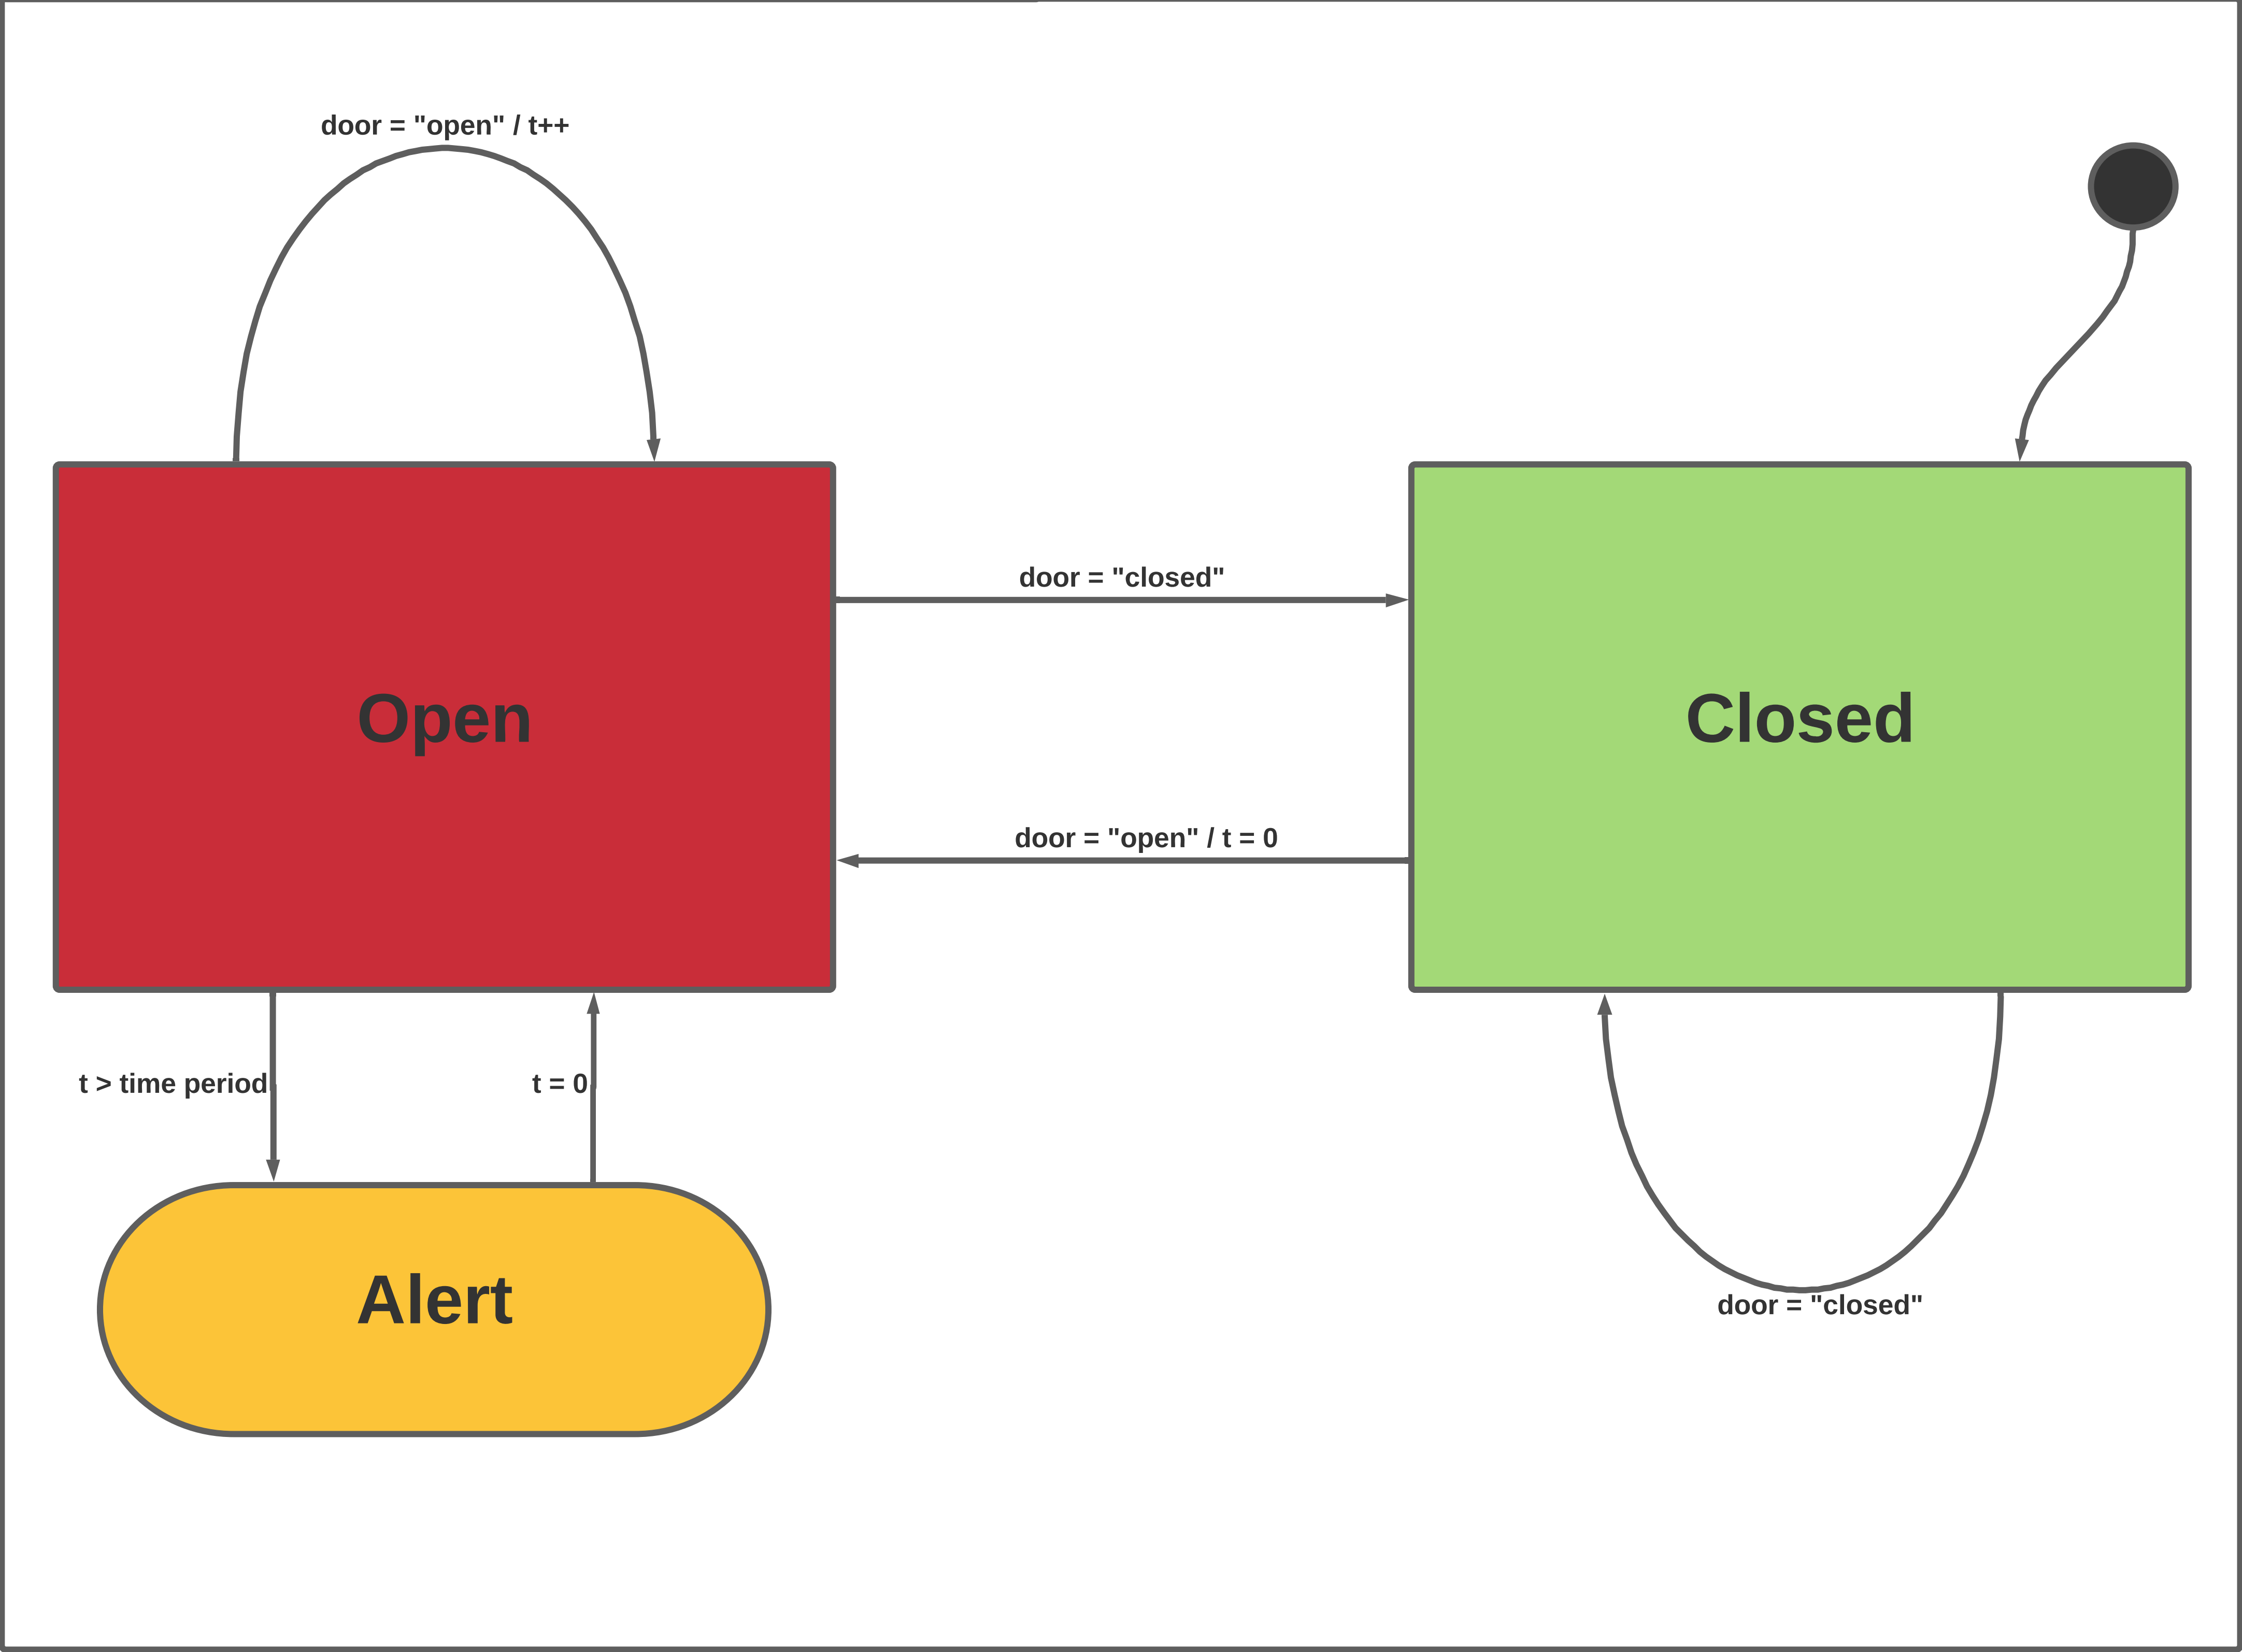 door = "open" / t++
door = "closed"
Open
Closed
door = "open" / t = 0
t > time period
t = 0
Alert
door = "closed"